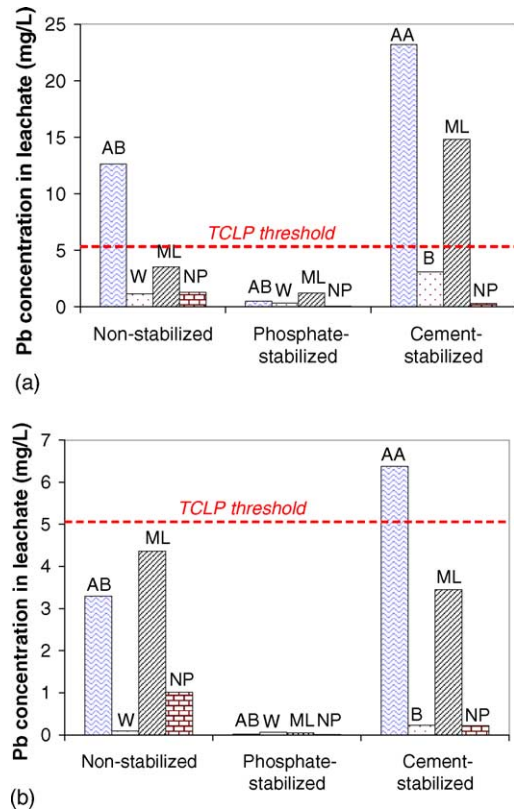 Pb concentration in leachate (mg/L)
25
20
15
10
5
0
AB
W
ML
NP
AB
W
ML
AA
B
ML
NP
TCLP threshold
Non-stabilized
Phosphate-
stabilized
Cement-
stabilized
(a)
Pb concentration in leachate (mg/L)
7
6
5
4
3
2
1
0
AB
W
ML
NP
AB W ML NP
AA
B
ML
NP
TCLP threshold
Non-stabilized
Phosphate-
stabilized
Cement-
stabilized
(b)